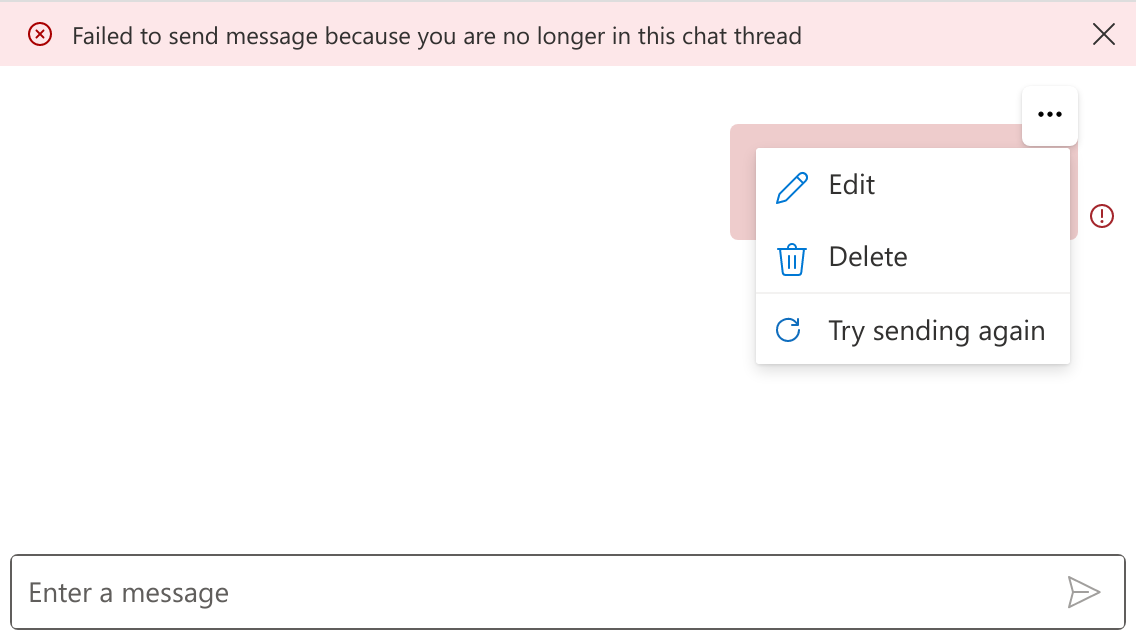 Failed to send message because you are no longer in this chat thread
Edit
Delete
Try sending again
Enter a message